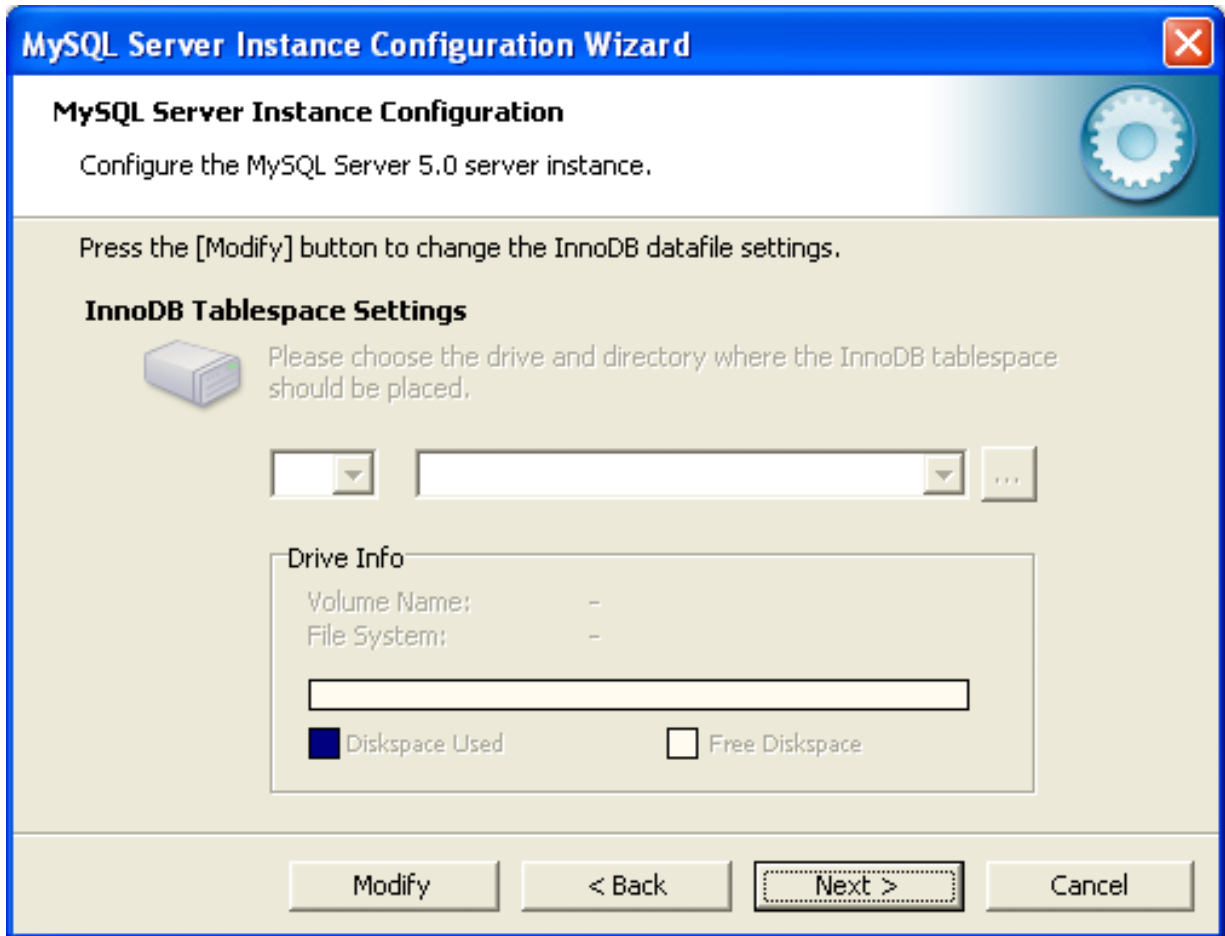 MySQL Server Instance Configuration Wizard
MySQL Server Instance Configuration
Configure the MySQL Server 5.0 server instance.
Press the [Modify] button to change the InnoDB datafile settings.
InnoDB Tablespace Settings
Please choose the drive and directory where the InnoDB tablespace
should be placed.
...
Drive Info
Volume Name: -
File System: -
Diskspace Used Free Diskspace
Modify < Back Next > Cancel